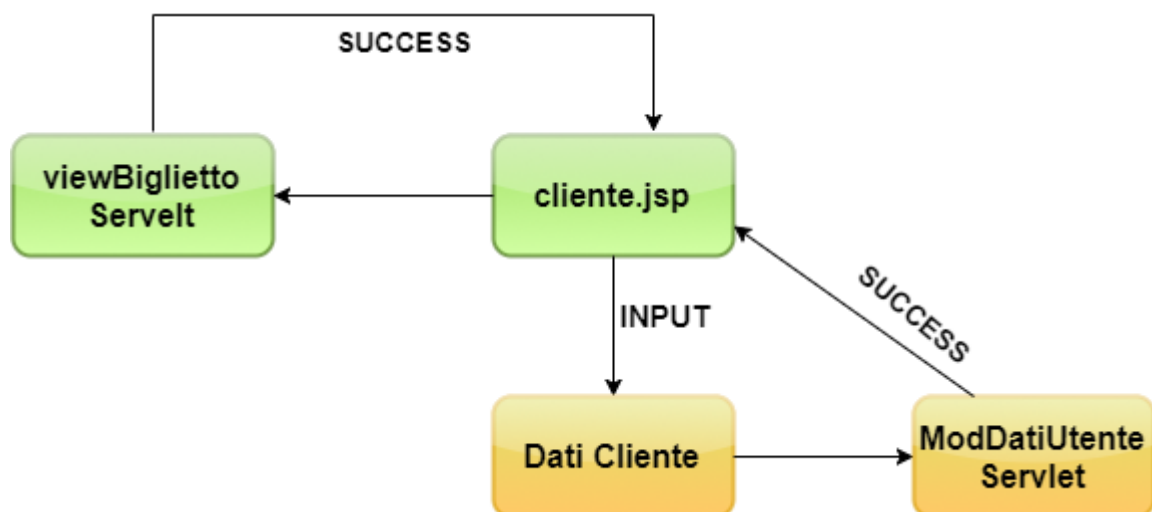 SUCCESS
viewBiglietto
Servelt
cliente.jsp
SUCCESS
INPUT
Dati Cliente
ModDatiUtente
Servlet